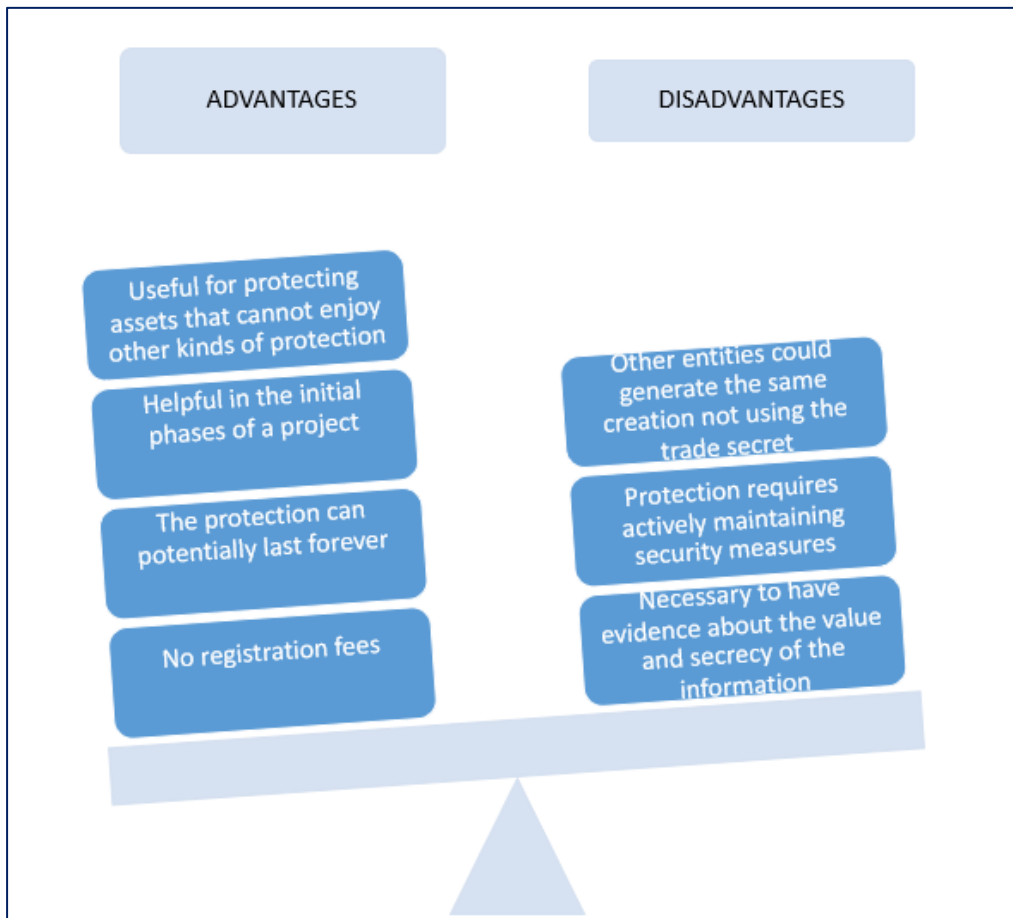 ADVANTAGES
DISADVANTAGES
Useful for protecting
assets that cannot enjoy
other kinds of protection
Helpful in the initial
phases of a project
The protection can
potentially last forever
No registration fees
Other entities could
generate the same
creation not using the
trade secret
Protection requires
actively maintaining
security measures
Necessary to have
evidence about the value
and secrecy of the
information